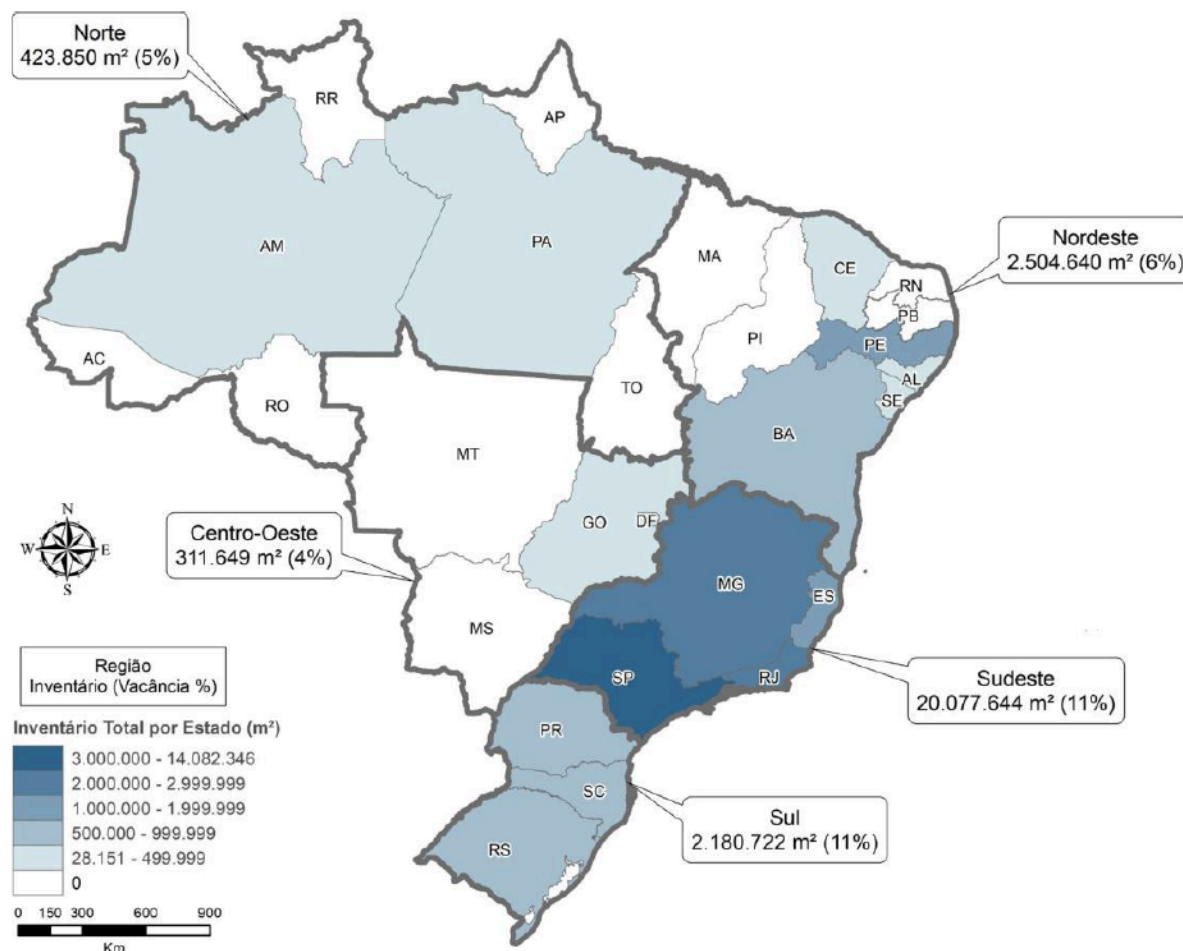 Norte
423.850 m² (5%)
RR
AP
AM
PA
MA
CE
Nordeste
2.504.640 m² (6%)
RN
PB
PI
PE
AC
AL
TO
SE
RO
BA
MT
N
W E
S
Centro-Oeste
311.649 m² (4%)
GO
DF
MG
ES
MS
Região
Inventário (Vacância %)
SP
RJ
Sudeste
20.077.644 m² (11%)
Inventário Total por Estado (m²)
3.000.000 - 14.082.346
2.000.000 - 2.999.999
1.000.000 - 1.999.999
500.000 - 999.999
28.151 - 499.999
0
PR
SC
Sul
2.180.722 m² (11%)
RS
0 150 300 600 900
Km